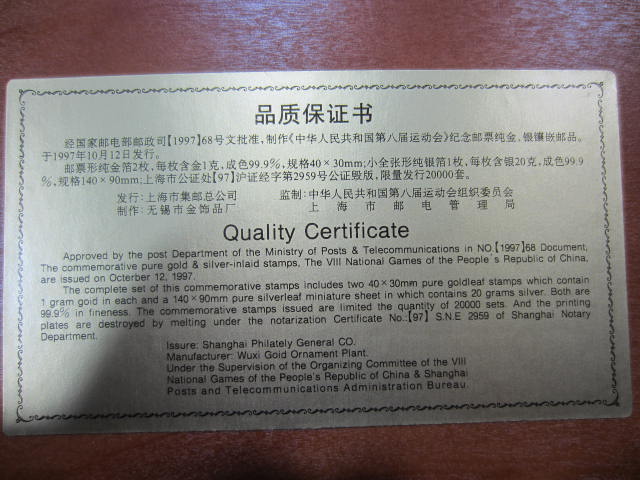 品质保证书
经国家邮电部邮政司【1997】68号文批准，制作《中华人民共和国第八届运动会》纪念邮票纯金、银镶嵌邮品。
于1997年10月12日发行。
邮票形纯金箔2枚，每枚含金1克，成色99.9%，规格40×30mm；小全张形纯银箔1枚，每枚含银20克，成色99.9
%，规格140×90mm；上海市公证处【97】沪证经字第2959号公证毁版，限量发行20000套。
发行：上海市集邮总公司 监制：中华人民共和国第八届运动会组织委员会
制作：无锡市金饰品厂 上海市邮电管理局
Quality Certificate
Approved by the post Department of the Ministry of Posts & Telecommunications in NO.【1997】68 Document,
The commemorative pure gold & silver-inlaid stamps, The VIII National Games of the People's Republic of China,
are issued on Octerber 12, 1997.
The complete set of this commemorative stamps includes two 40×30mm pure goldleaf stamps which contain
1 gram goid in each and a 140×90mm pure silverleaf miniature sheet in which contains 20 grams silver. Both are
99.9% in fineness. The commemorative stamps issued are limited the quantity of 20000 sets. And the printing
plates are destroyed by melting under the notarization Certificate No.:【97】S.N.E 2959 of Shanghai Notary
Department.
Issure: Shanghai Philately General CO.
Manufacturer: Wuxi Gold Ornament Plant.
Under the Supervision of the Organizing Committee of the VIII
National Games of the People's Republic of China & Shanghai
Posts and Telecommunications Administration Bureau.